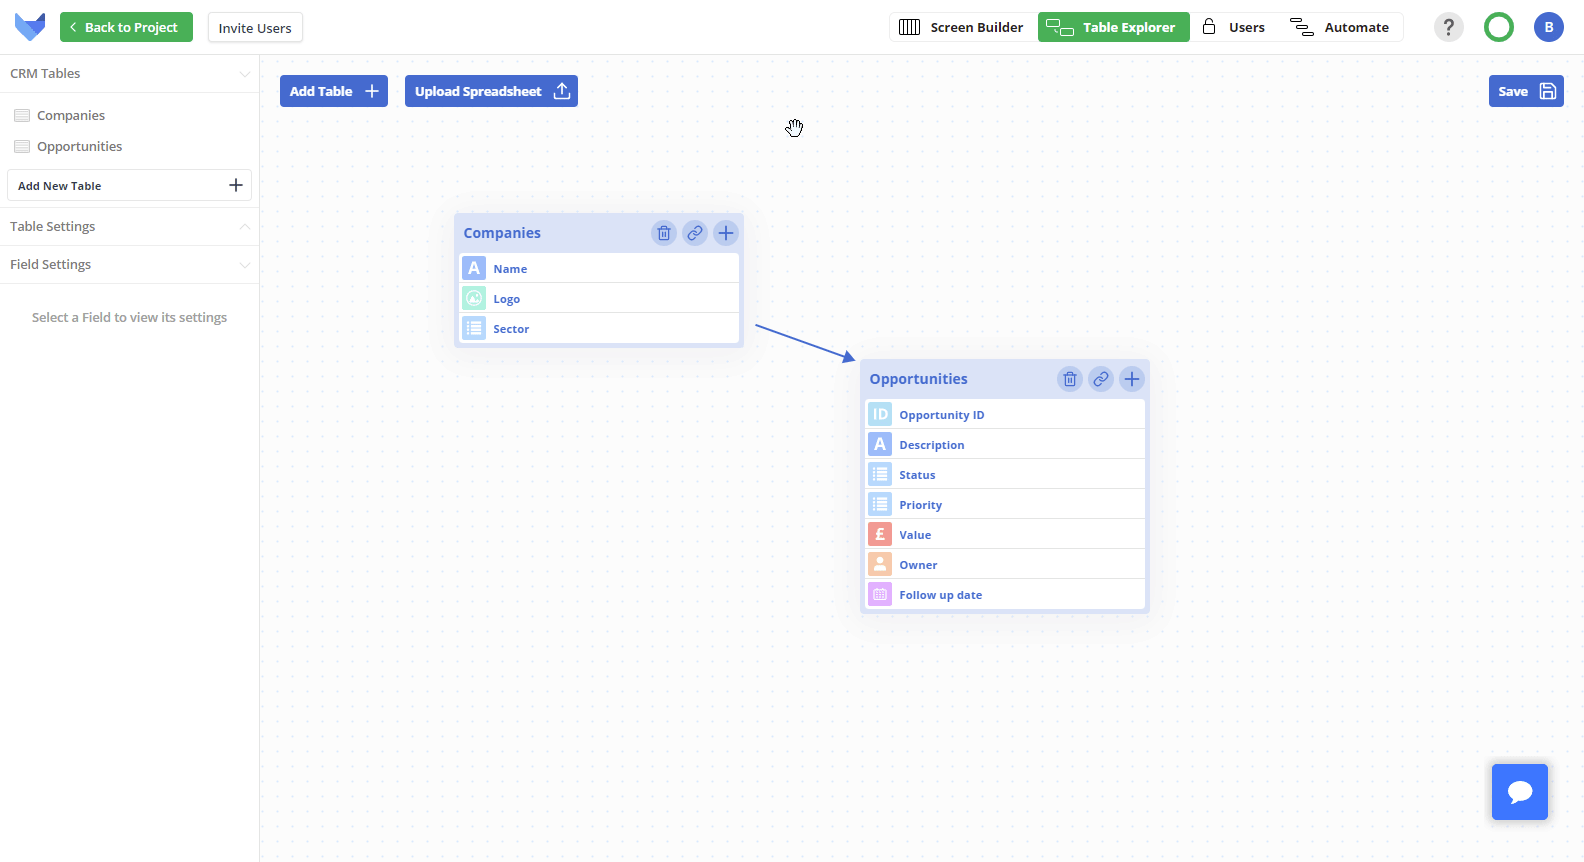 Back to Project
Invite Users
Screen Builder
Table Explorer
Users
Automate
?
B
CRM Tables
Companies
Opportunities
Add New Table
Table Settings
Field Settings
Select a Field to view its settings
Add Table
Upload Spreadsheet
Save
Companies
A Name
Logo
Sector
Opportunities
ID Opportunity ID
A Description
Status
Priority
£ Value
Owner
Follow up date